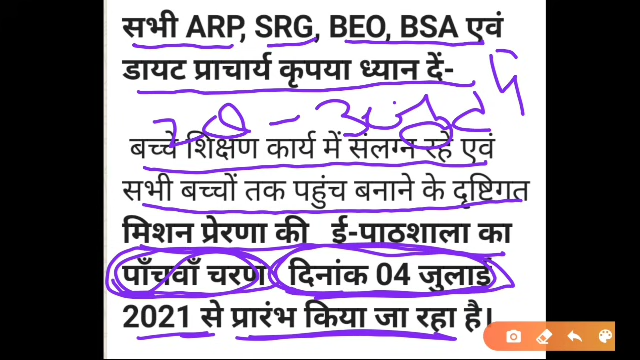 सभी ARP, SRG, BEO, BSA एवं
डायट प्राचार्य कृपया ध्यान दें-
बच्चे शिक्षण कार्य में संलग्न रहे एवं
सभी बच्चों तक पहुंच बनाने के दृष्टिगत
मिशन प्रेरणा की ई-पाठशाला का
पाँचवाँ चरण दिनांक 04 जुलाई
2021 से प्रारंभ किया जा रहा है।